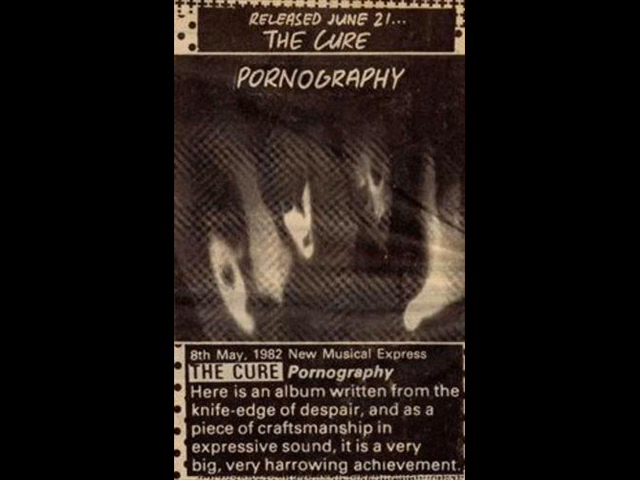 RELEASED JUNE 21...
THE CURE
PORNOGRAPHY
8th May, 1982 New Musical Express
THE CURE Pornography
Here is an album written from the
knife-edge of despair, and as a
piece of craftsmanship in
expressive sound, it is a very
big, very harrowing achievement.